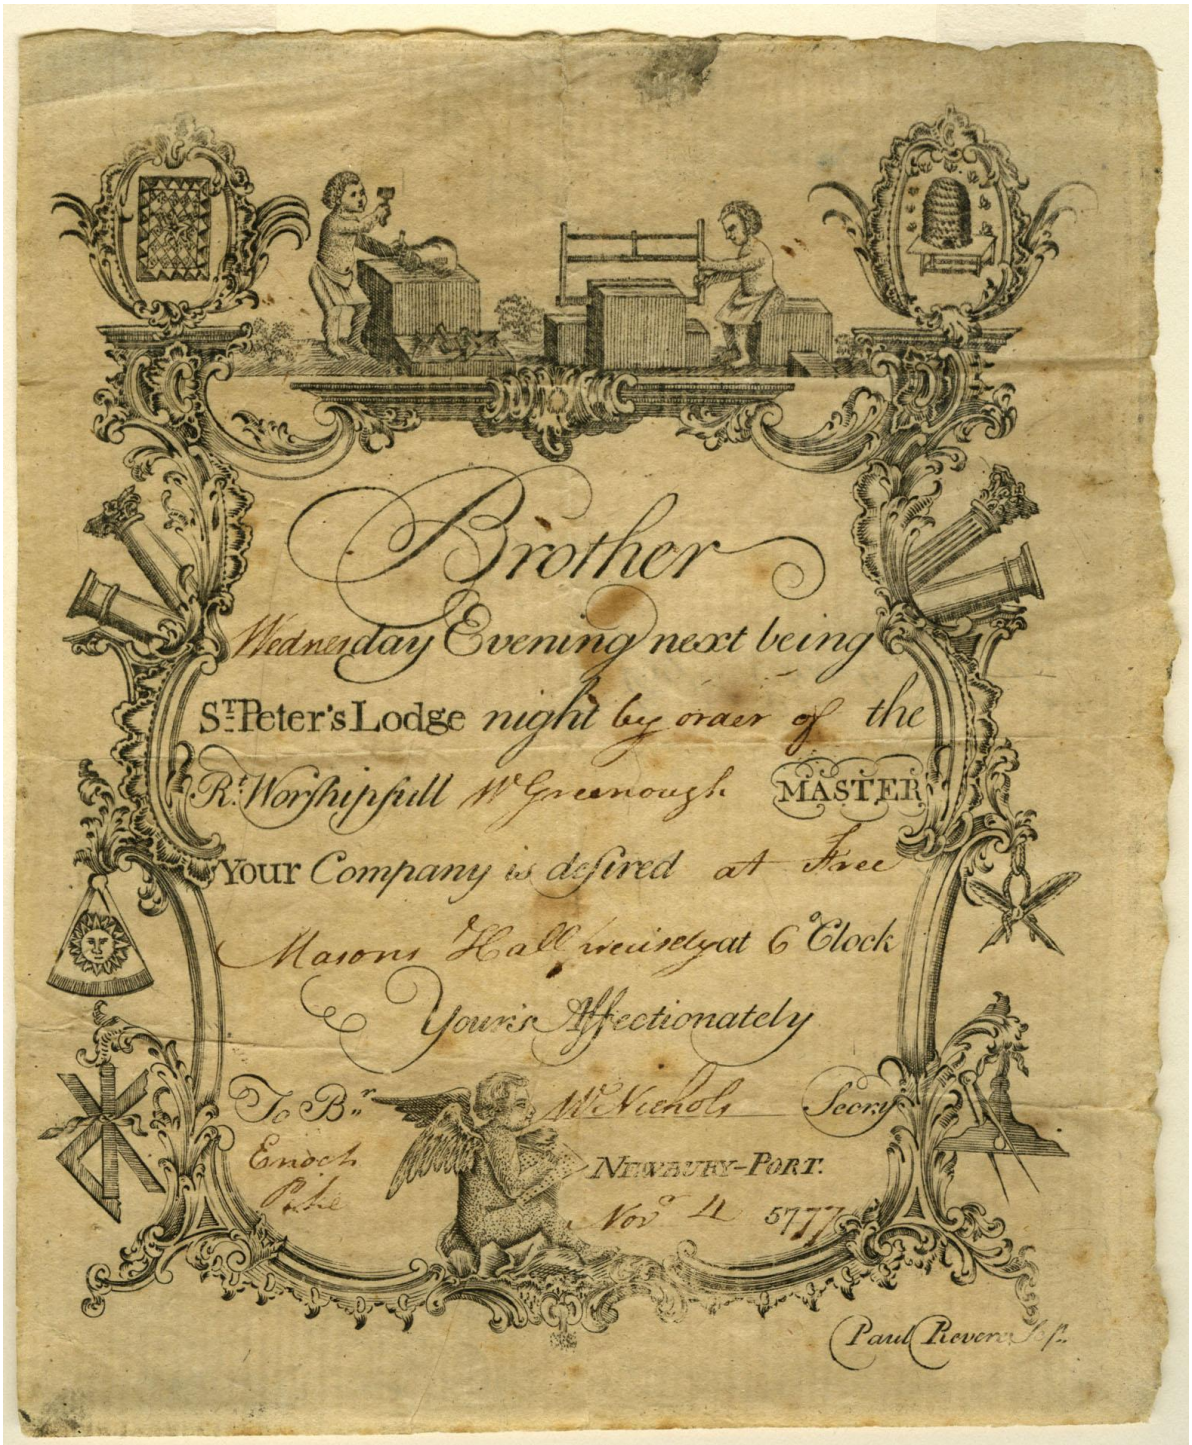 Brother
Wednesday Evening next being
St. Peter's Lodge night by order of the
Rt. Worſhipfull Wm Greenough MASTER
Your Company is deſired at Free
Masons Hall precisely at 6 o'Clock
Your's Affectionately
To Br. Wm Nichols Secry
Enoch
Pike NEWBURY-PORT.
Novr 4 5777
Paul Revere Sp.